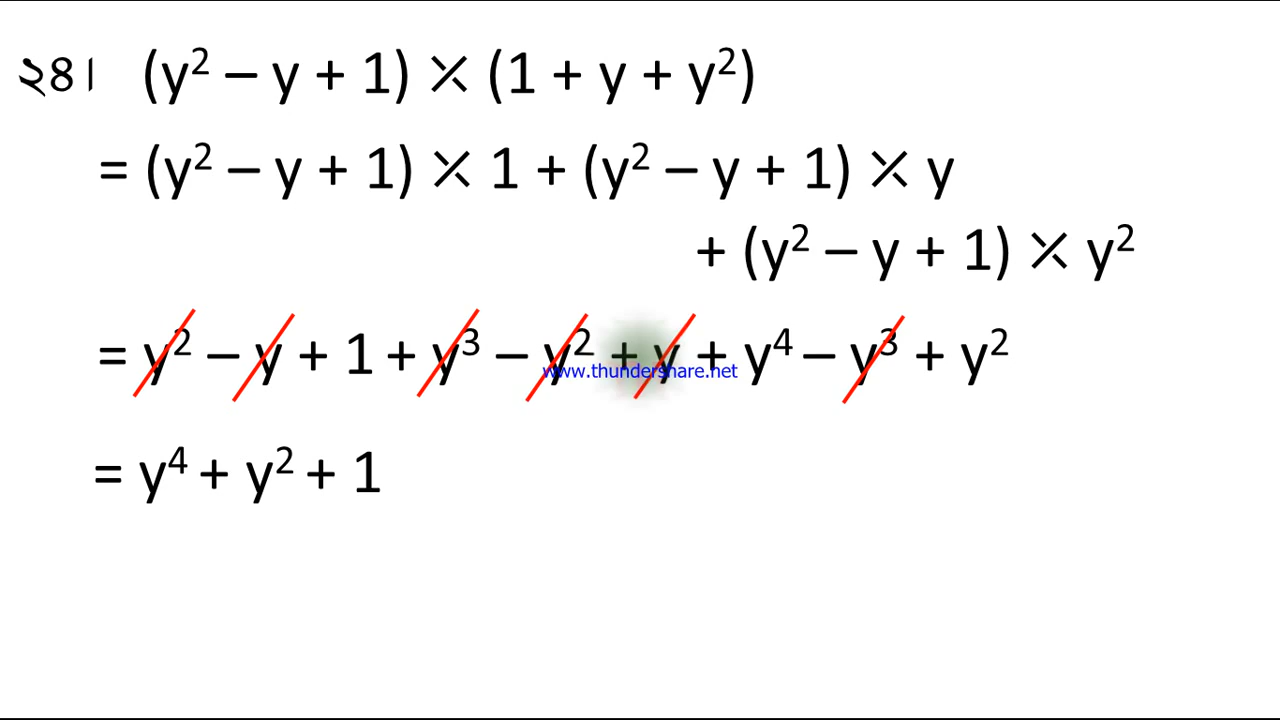 ২৪। (y² – y + 1) × (1 + y + y²)
= (y² – y + 1) × 1 + (y² – y + 1) × y
+ (y² – y + 1) × y²
= y² – y + 1 + y³ – y² + y + y⁴ – y³ + y²
www.thundershare.net
= y⁴ + y² + 1